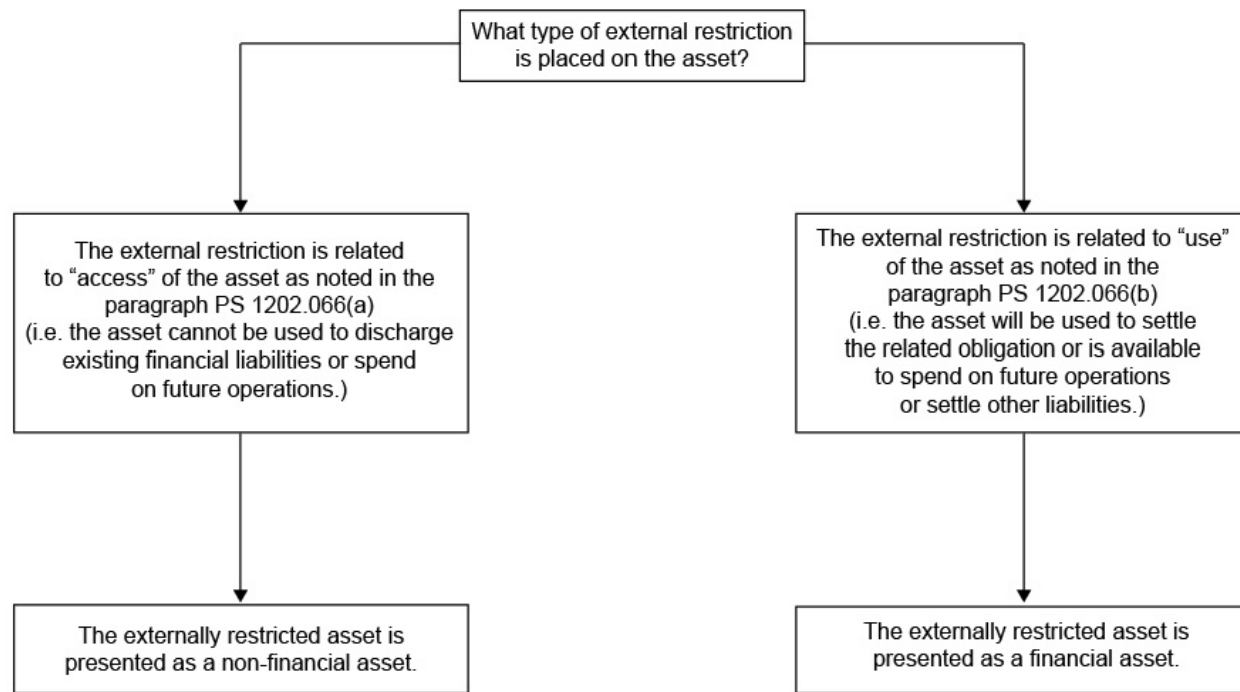 What type of external restriction
is placed on the asset?
The external restriction is related
to “access” of the asset as noted in the
paragraph PS 1202.066(a)
(i.e. the asset cannot be used to discharge
existing financial liabilities or spend
on future operations.)
The external restriction is related to “use”
of the asset as noted in the
paragraph PS 1202.066(b)
(i.e. the asset will be used to settle
the related obligation or is available
to spend on future operations
or settle other liabilities.)
The externally restricted asset is
presented as a non-financial asset.
The externally restricted asset is
presented as a financial asset.